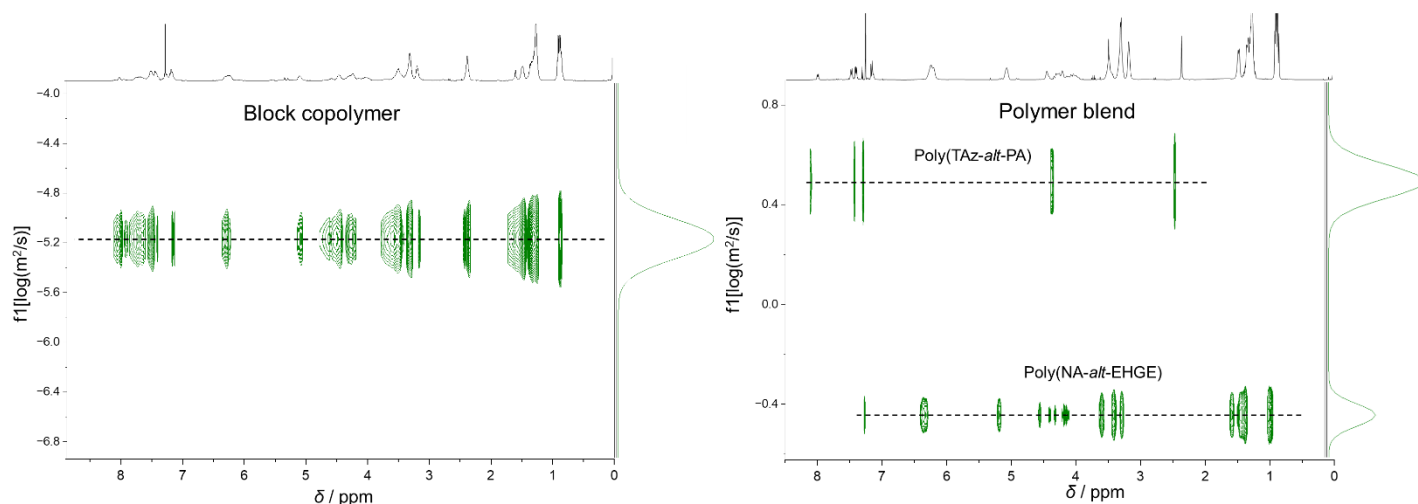 Block copolymer
f1[log(m²/s)]
−4.0
−4.4
−4.8
−5.2
−5.6
−6.0
−6.4
−6.8
8 7 6 5 4 3 2 1 0
δ / ppm
Polymer blend
Poly(TAz-alt-PA)
Poly(NA-alt-EHGE)
f1[log(m²/s)]
0.8
0.4
0.0
−0.4
8 7 6 5 4 3 2 1 0
δ / ppm